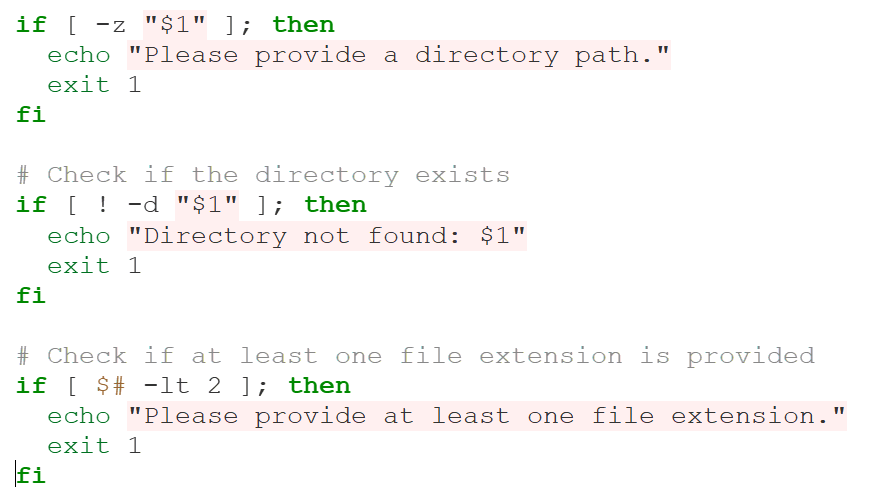 if [ -z "$1" ]; then
  echo "Please provide a directory path."
  exit 1
fi

# Check if the directory exists
if [ ! -d "$1" ]; then
  echo "Directory not found: $1"
  exit 1
fi

# Check if at least one file extension is provided
if [ $# -lt 2 ]; then
  echo "Please provide at least one file extension."
  exit 1
fi